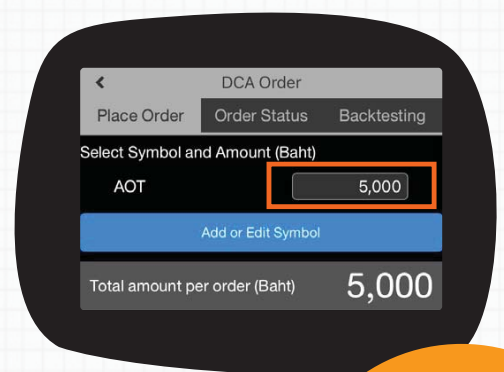 DCA Order
Place Order Order Status Backtesting
Select Symbol and Amount (Baht)
AOT 5,000
Add or Edit Symbol
Total amount per order (Baht) 5,000